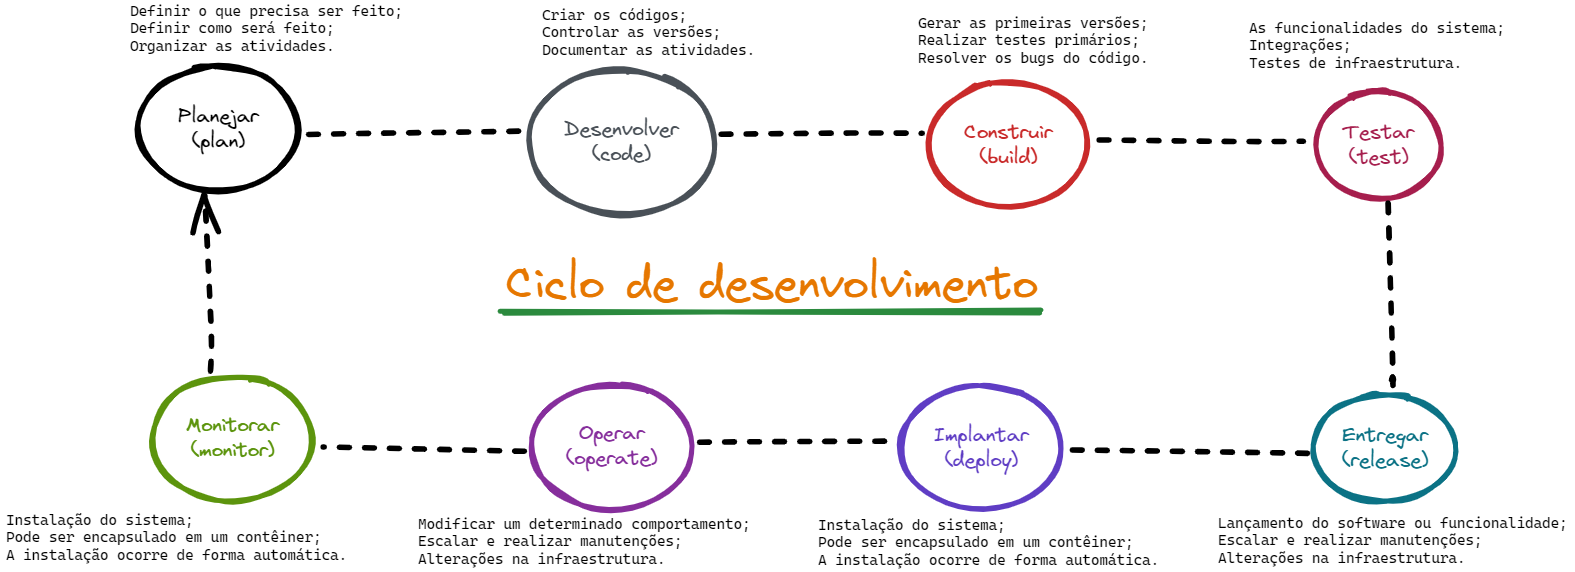 Definir o que precisa ser feito;
Definir como será feito;
Organizar as atividades.
Planejar
(plan)
Criar os códigos;
Controlar as versões;
Documentar as atividades.
Desenvolver
(code)
Gerar as primeiras versões;
Realizar testes primários;
Resolver os bugs do código.
Construir
(build)
As funcionalidades do sistema;
Integrações;
Testes de infraestrutura.
Testar
(test)
Ciclo de desenvolvimento
Monitorar
(monitor)
Instalação do sistema;
Pode ser encapsulado em um contêiner;
A instalação ocorre de forma automática.
Operar
(operate)
Modificar um determinado comportamento;
Escalar e realizar manutenções;
Alterações na infraestrutura.
Implantar
(deploy)
Instalação do sistema;
Pode ser encapsulado em um contêiner;
A instalação ocorre de forma automática.
Entregar
(release)
Lançamento do software ou funcionalidade;
Escalar e realizar manutenções;
Alterações na infraestrutura.